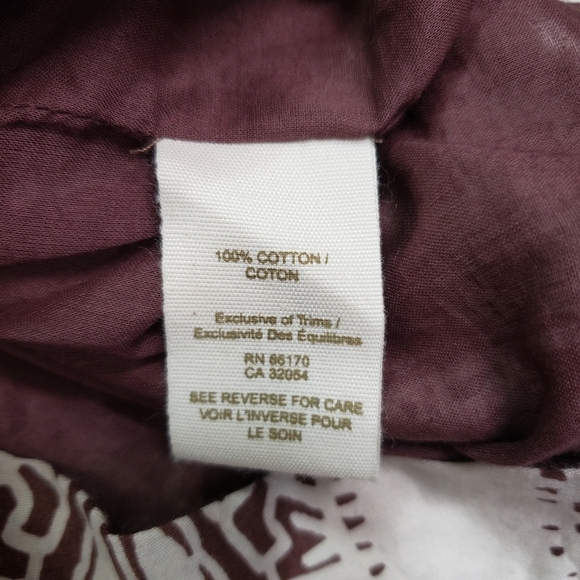 100% COTTON /
COTON
Exclusive of Trims /
Exclusivité Des Équilibres
RN 66170
CA 32054
SEE REVERSE FOR CARE
VOIR L'INVERSE POUR
LE SOIN